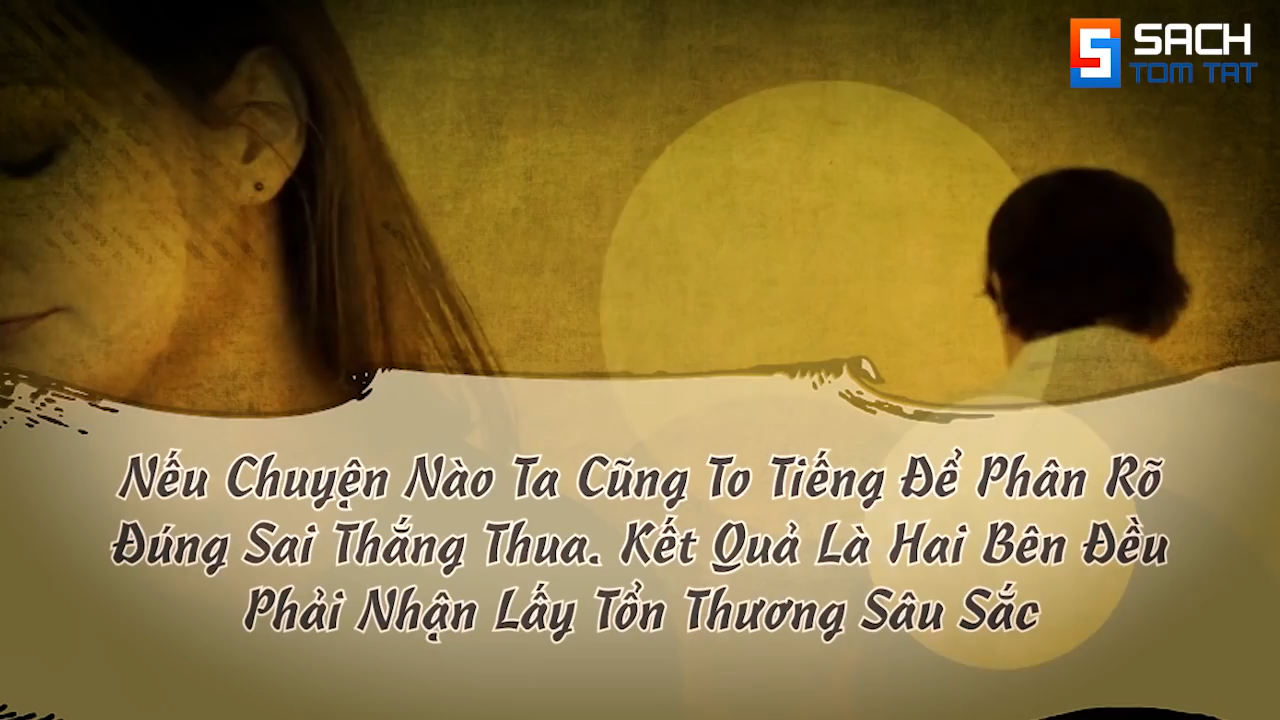 SACH
TOM TAT
Nếu Chuyện Nào Ta Cũng To Tiếng Để Phân Rõ
Đúng Sai Thắng Thua. Kết Quả Là Hai Bên Đều
Phải Nhận Lấy Tổn Thương Sâu Sắc